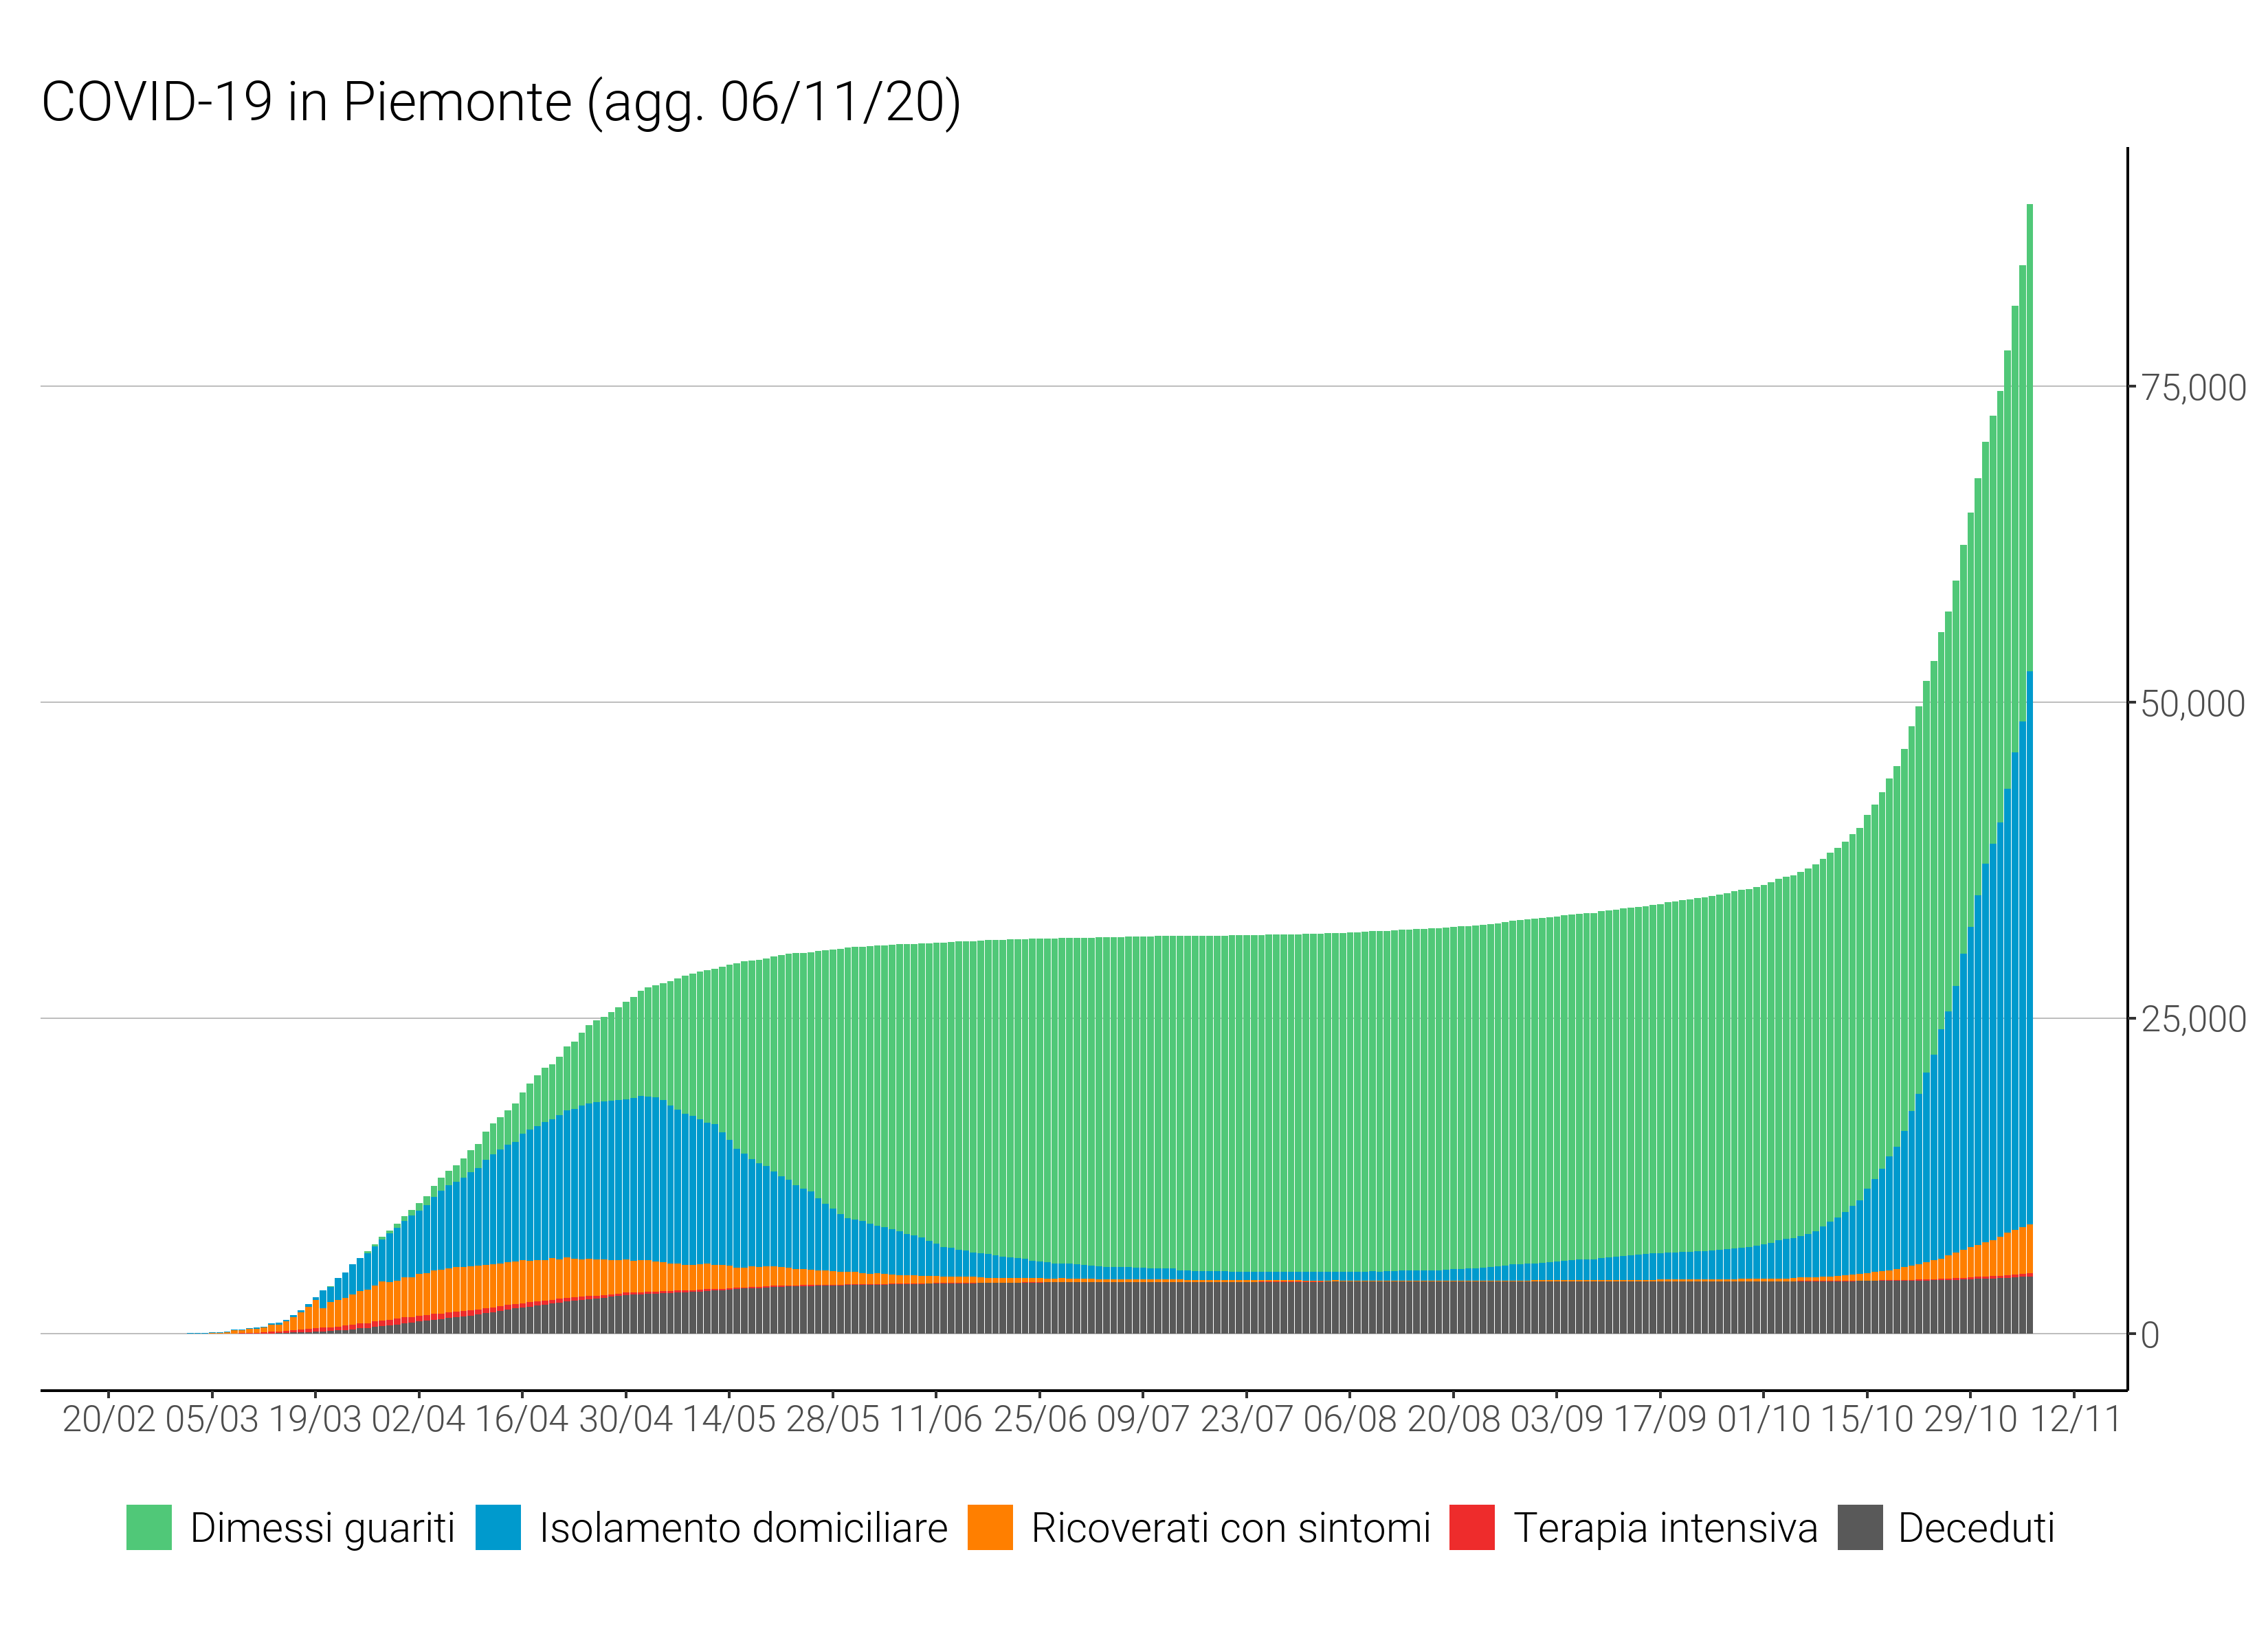 COVID-19 in Piemonte (agg. 06/11/20)
75,000
50,000
25,000
0
20/02 05/03 19/03 02/04 16/04 30/04 14/05 28/05 11/06 25/06 09/07 23/07 06/08 20/08 03/09 17/09 01/10 15/10 29/10 12/11
Dimessi guariti Isolamento domiciliare Ricoverati con sintomi Terapia intensiva Deceduti